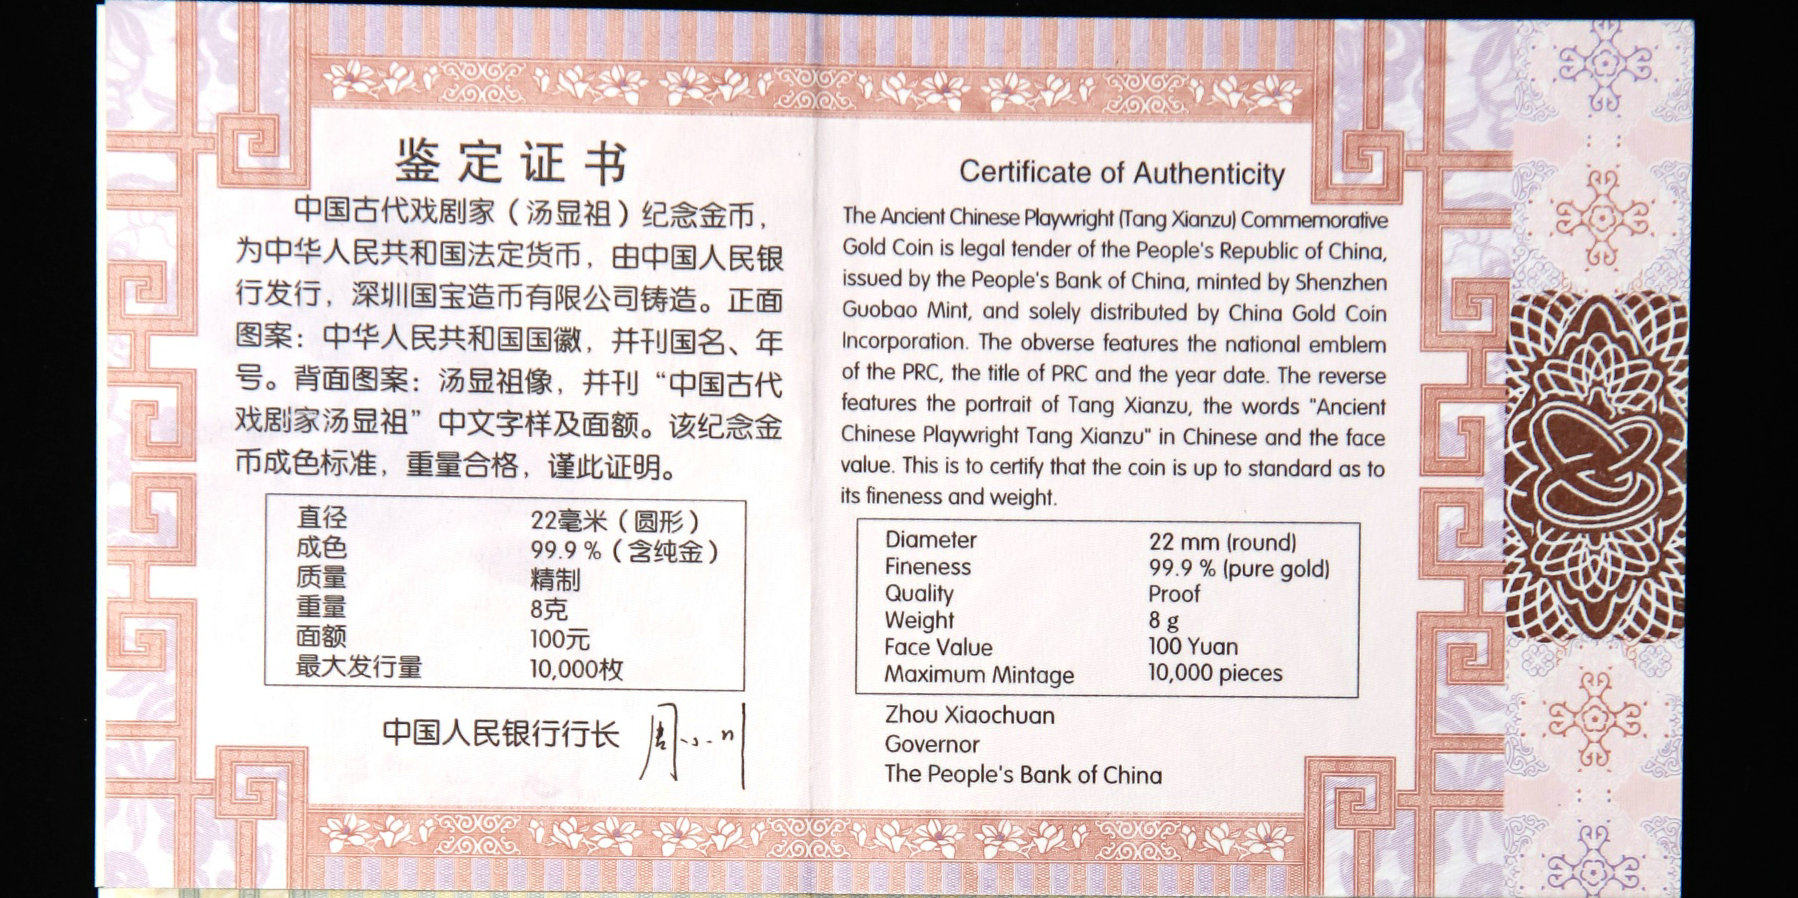 鉴定证书
中国古代戏剧家（汤显祖）纪念金币，
为中华人民共和国法定货币，由中国人民银
行发行，深圳国宝造币有限公司铸造。正面
图案：中华人民共和国国徽，并刊国名、年
号。背面图案：汤显祖像，并刊“中国古代
戏剧家汤显祖”中文字样及面额。该纪念金
币成色标准，重量合格，谨此证明。
直径 22毫米（圆形）
成色 99.9%（含纯金）
质量 精制
重量 8克
面额 100元
最大发行量 10,000枚
中国人民银行行长 周小川
Certificate of Authenticity
The Ancient Chinese Playwright (Tang Xianzu) Commemorative
Gold Coin is legal tender of the People's Republic of China,
issued by the People's Bank of China, minted by Shenzhen
Guobao Mint, and solely distributed by China Gold Coin
Incorporation. The obverse features the national emblem
of the PRC, the title of PRC and the year date. The reverse
features the portrait of Tang Xianzu, the words "Ancient
Chinese Playwright Tang Xianzu" in Chinese and the face
value. This is to certify that the coin is up to standard as to
its fineness and weight.
Diameter 22 mm (round)
Fineness 99.9 % (pure gold)
Quality Proof
Weight 8 g
Face Value 100 Yuan
Maximum Mintage 10,000 pieces
Zhou Xiaochuan
Governor
The People's Bank of China